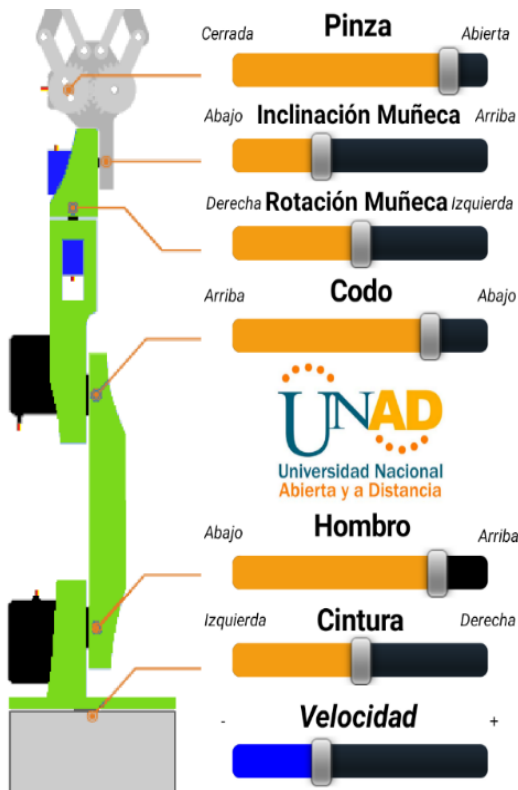 Pinza
Cerrada
Abierta
Inclinación Muñeca
Abajo
Arriba
Rotación Muñeca
Derecha
Izquierda
Codo
Arriba
Abajo
UNAD
Universidad Nacional
Abierta y a Distancia
Hombro
Abajo
Arriba
Cintura
Izquierda
Derecha
Velocidad
-
+